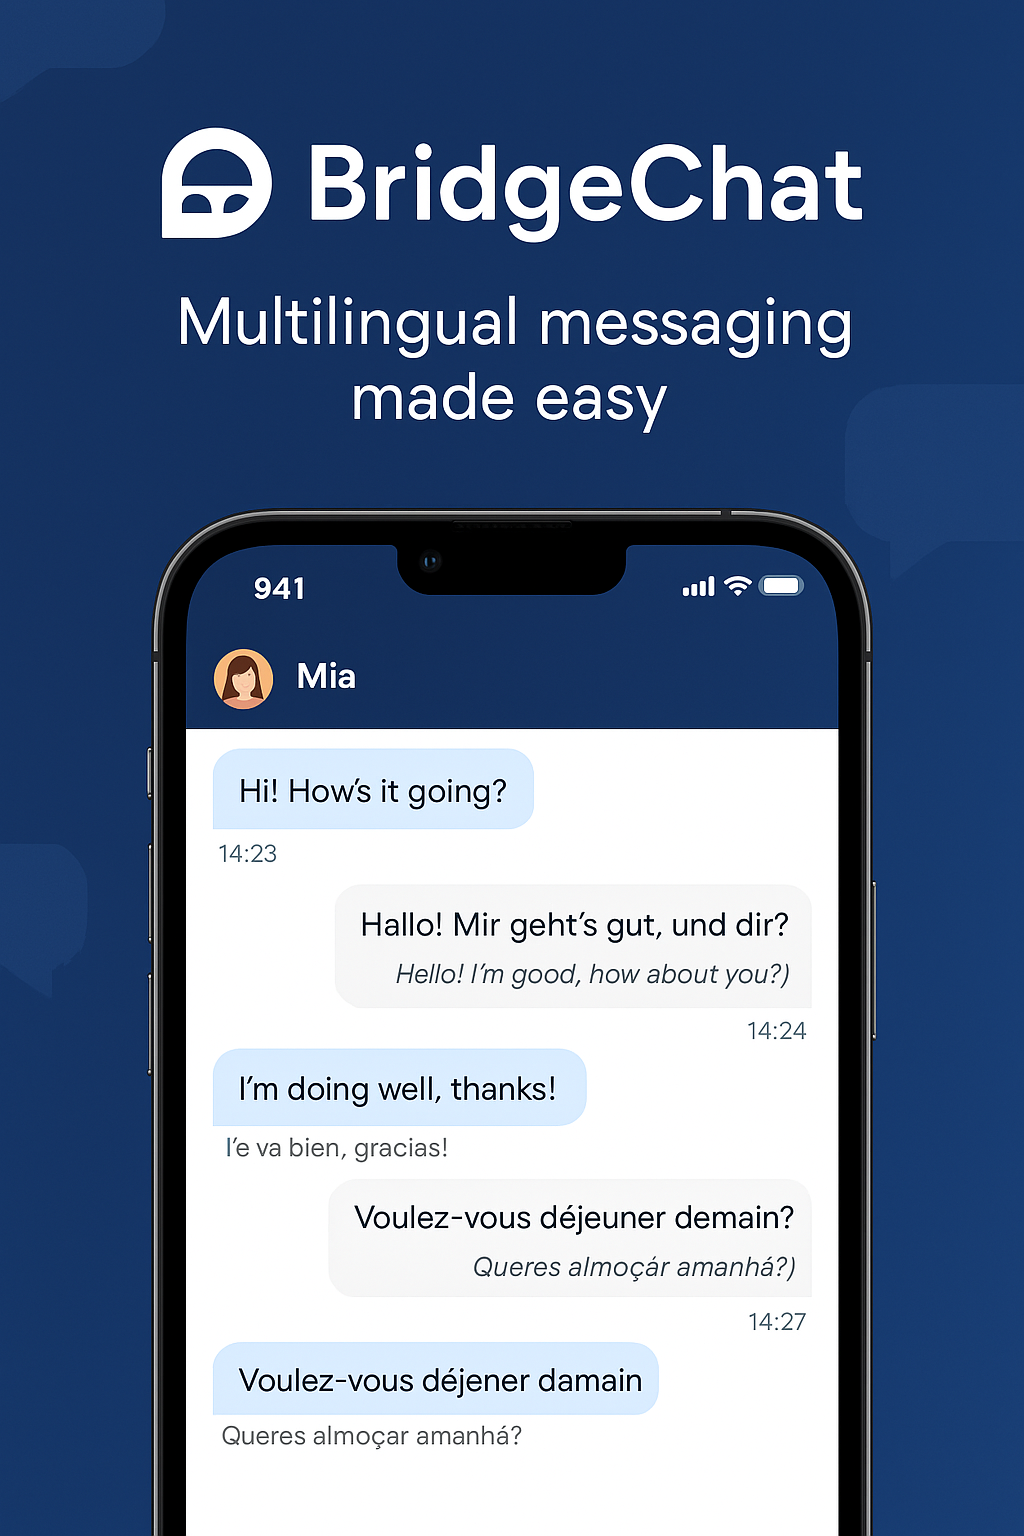 BridgeChat
Multilingual messaging
made easy
941
Mia
Hi! How's it going?
14:23
Hallo! Mir geht's gut, und dir?
Hello! I'm good, how about you?)
14:24
I'm doing well, thanks!
I'e va bien, gracias!
Voulez-vous déjeuner demain?
Queres almoçár amanhá?)
14:27
Voulez-vous déjener damain
Queres almoçar amanhá?